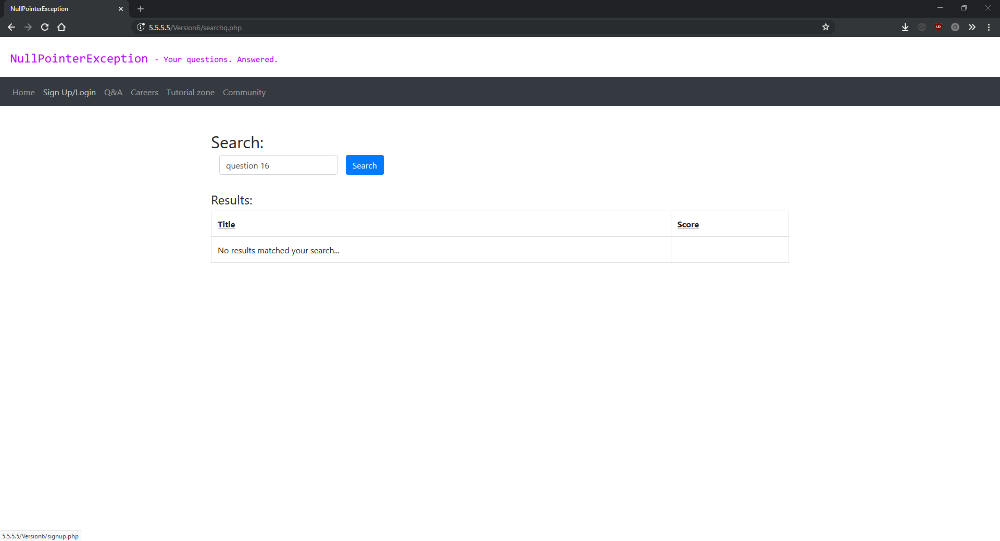 NullPointerException
5.5.5.5/Version6/searchq.php
NullPointerException - Your questions. Answered.
Home Sign Up/Login Q&A Careers Tutorial zone Community
Search:
question 16 Search
Results:
Title Score
No results matched your search...
5.5.5.5/Version6/signup.php